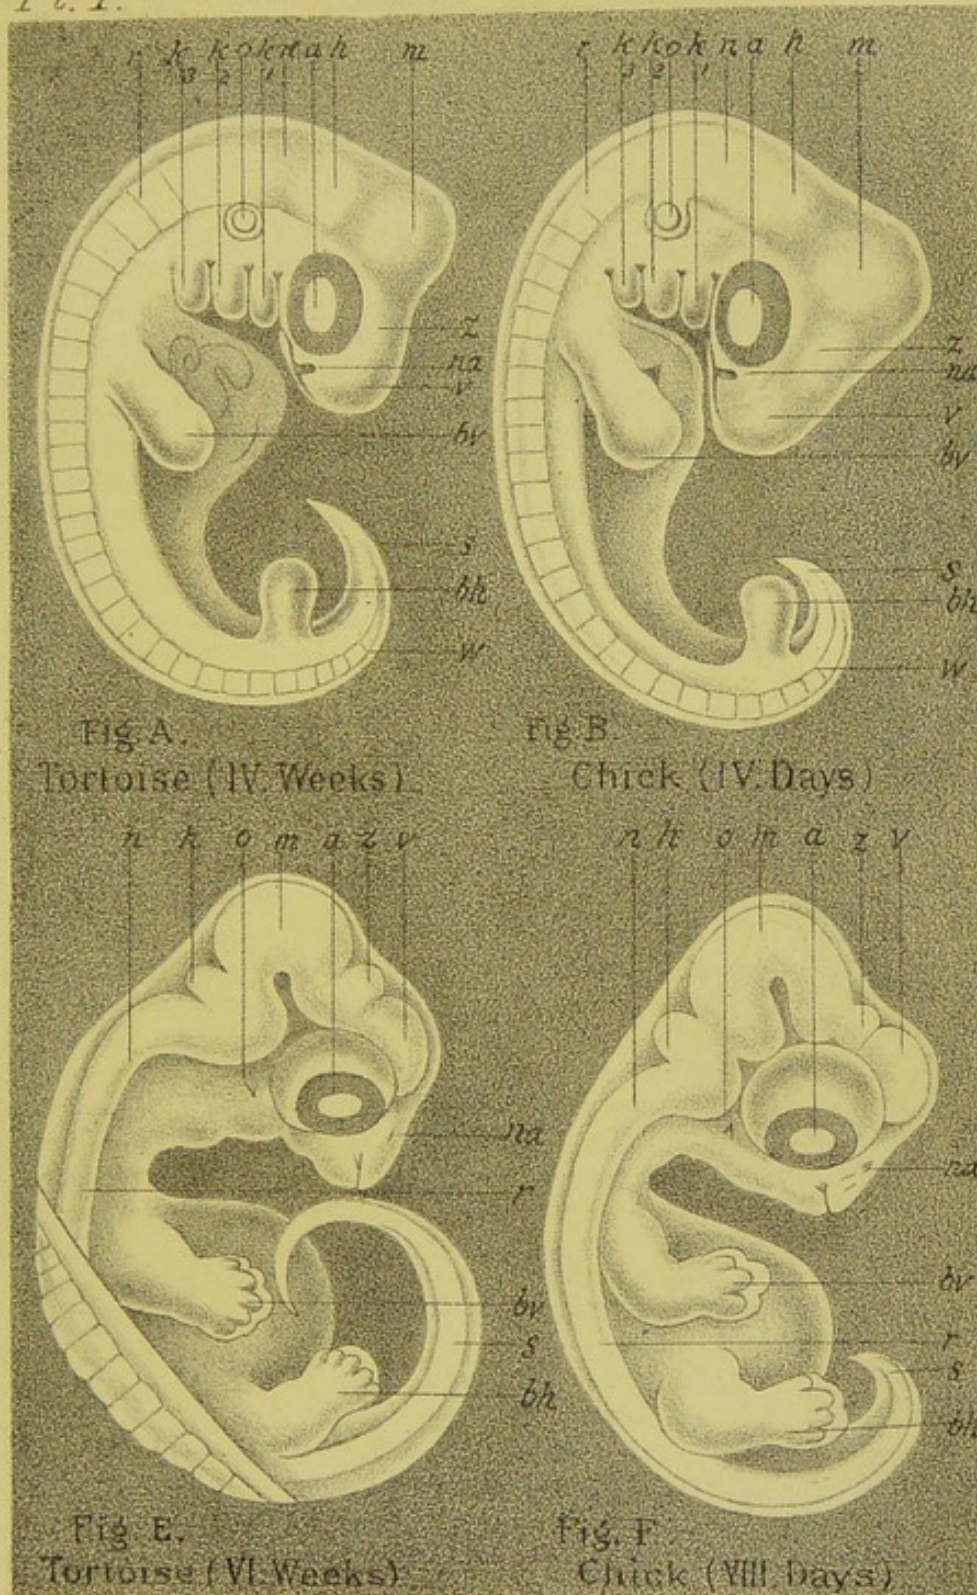 r k k o k n a h m
3 2 1
r k k o k n a h m
3 2 1
z
na
v
bv
s
bh
w
z
na
v
bv
s
bh
w
Fig. A.
Tortoise (IV. Weeks)
Fig. B.
Chick (IV. Days)
n h o m a z v
n h o m a z v
na
r
bv
s
bh
na
bv
r
s
bh
Fig. E.
Tortoise (VI. Weeks)
Fig. F.
Chick (VIII. Days)